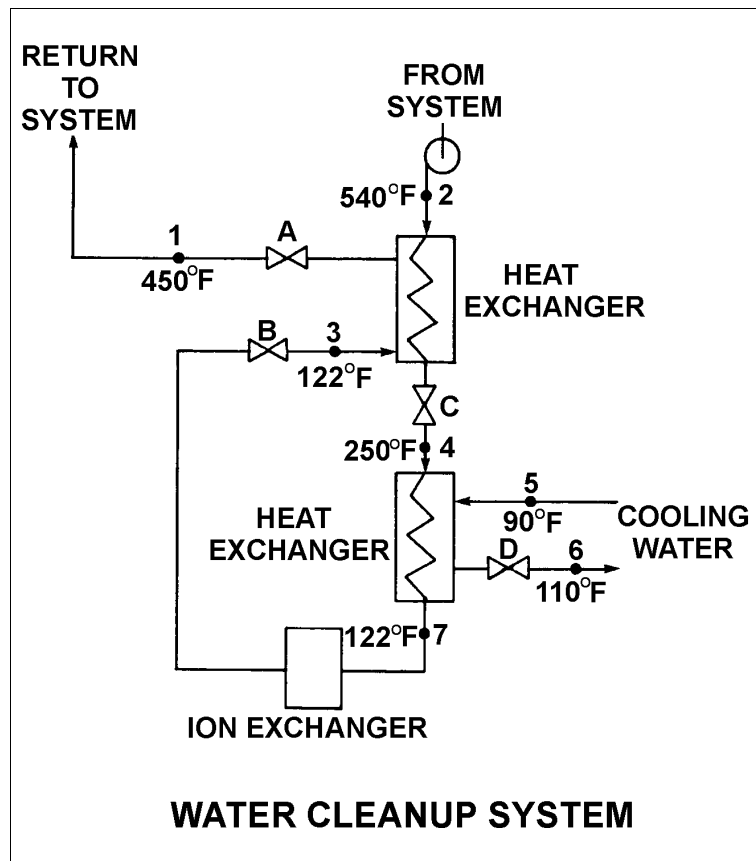 RETURN
TO
SYSTEM
FROM
SYSTEM
540°F 2
1
A
450°F
HEAT
EXCHANGER
B
3
122°F
C
250°F 4
HEAT
EXCHANGER
5
90°F
COOLING
WATER
D
6
110°F
122°F 7
ION EXCHANGER
WATER CLEANUP SYSTEM